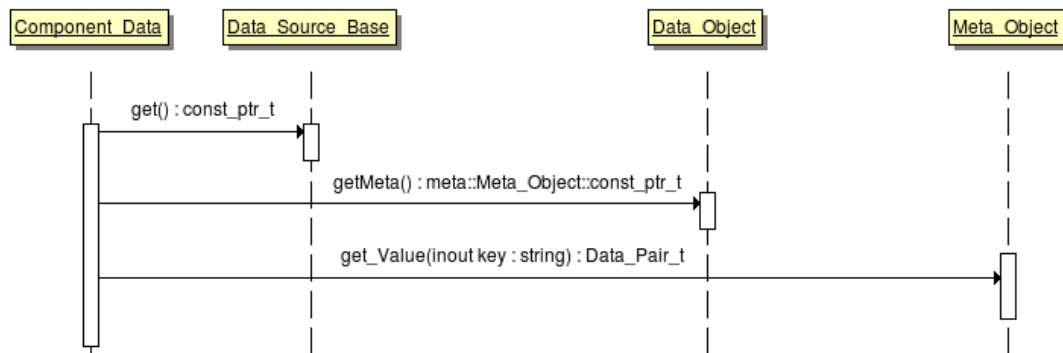 Component_Data
Data_Source_Base
Data_Object
Meta_Object
get() : const_ptr_t
getMeta() : meta::Meta_Object::const_ptr_t
get_Value(inout key : string) : Data_Pair_t